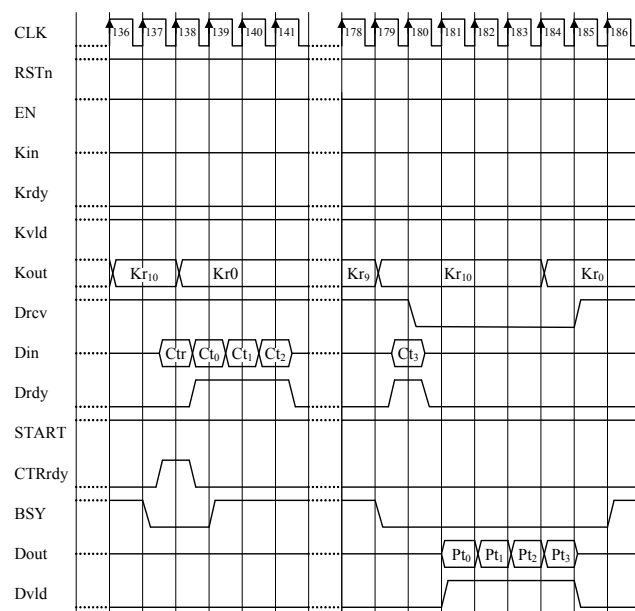 CLK 136 137 138 139 140 141 178 179 180 181 182 183 184 185 186
RSTn
EN
Kin
Krdy
Kvld
Kout Kr10 Kr0 Kr9 Kr10 Kr0
Drcv
Din Ctr Ct0 Ct1 Ct2 Ct3
Drdy
START
CTRrdy
BSY
Dout Pt0 Pt1 Pt2 Pt3
Dvld